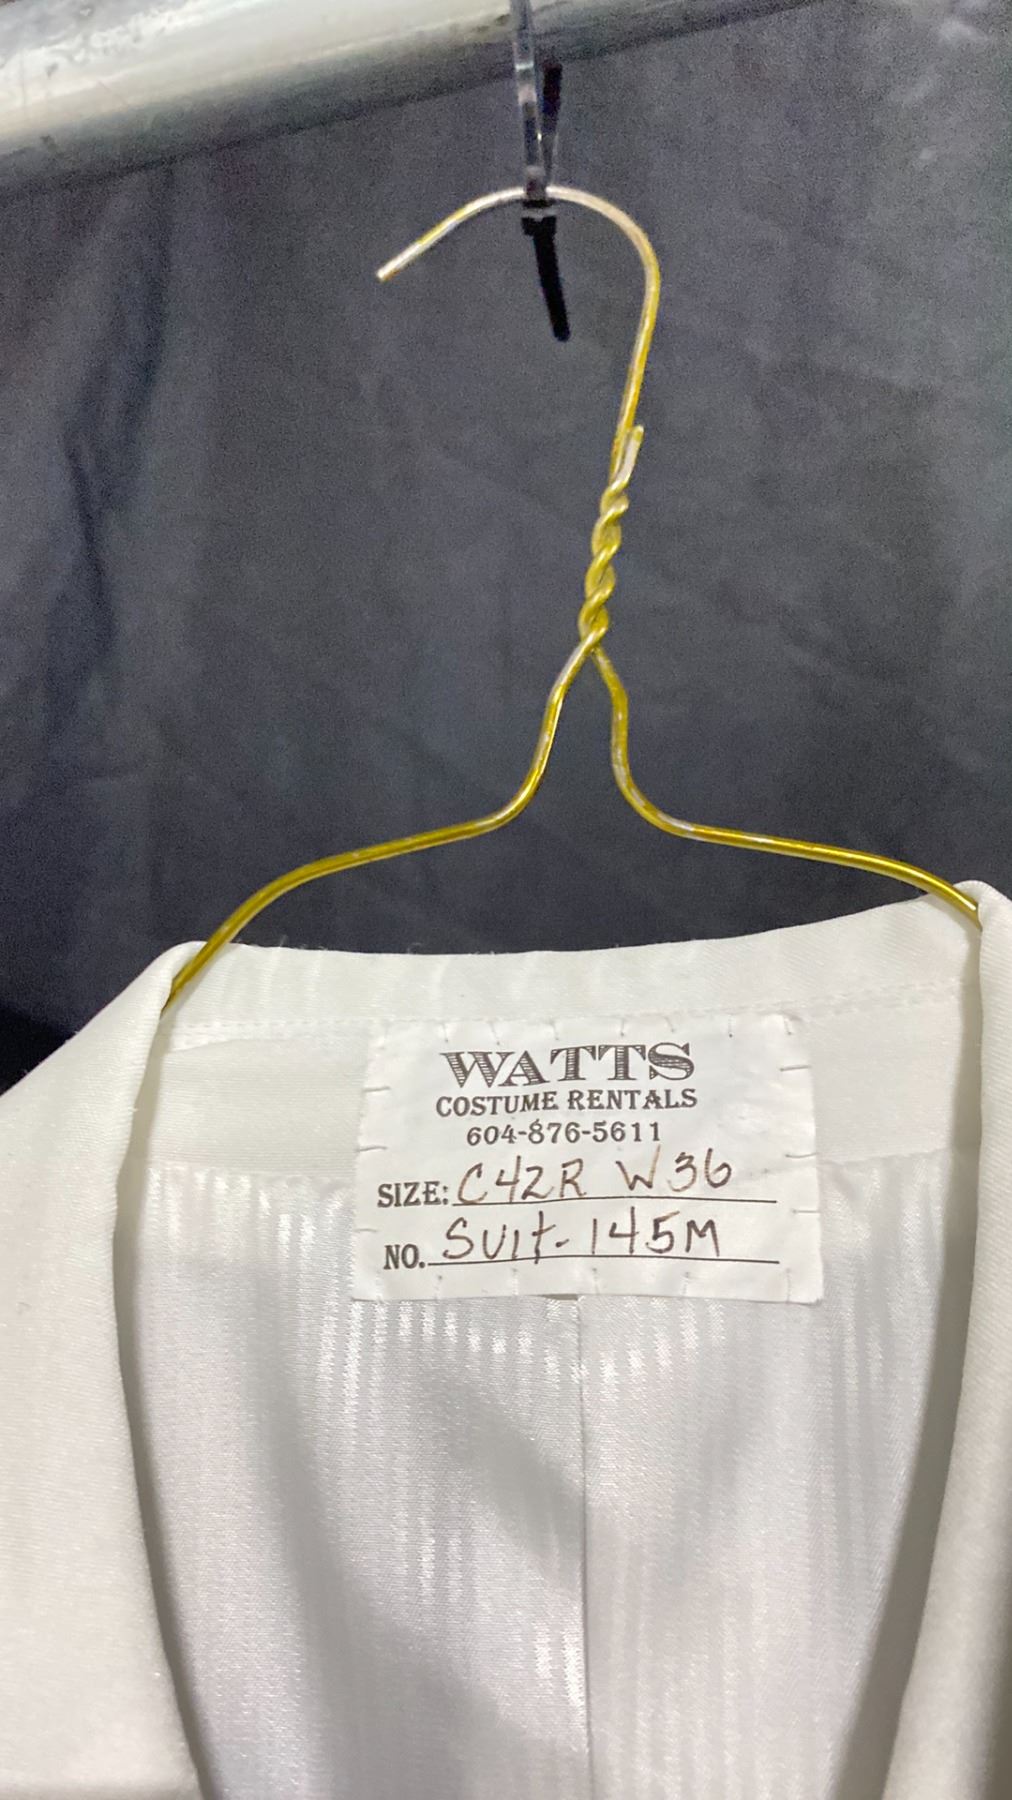 WATTS
COSTUME RENTALS
604-876-5611
SIZE: C42R W36
NO. SUIT-145M